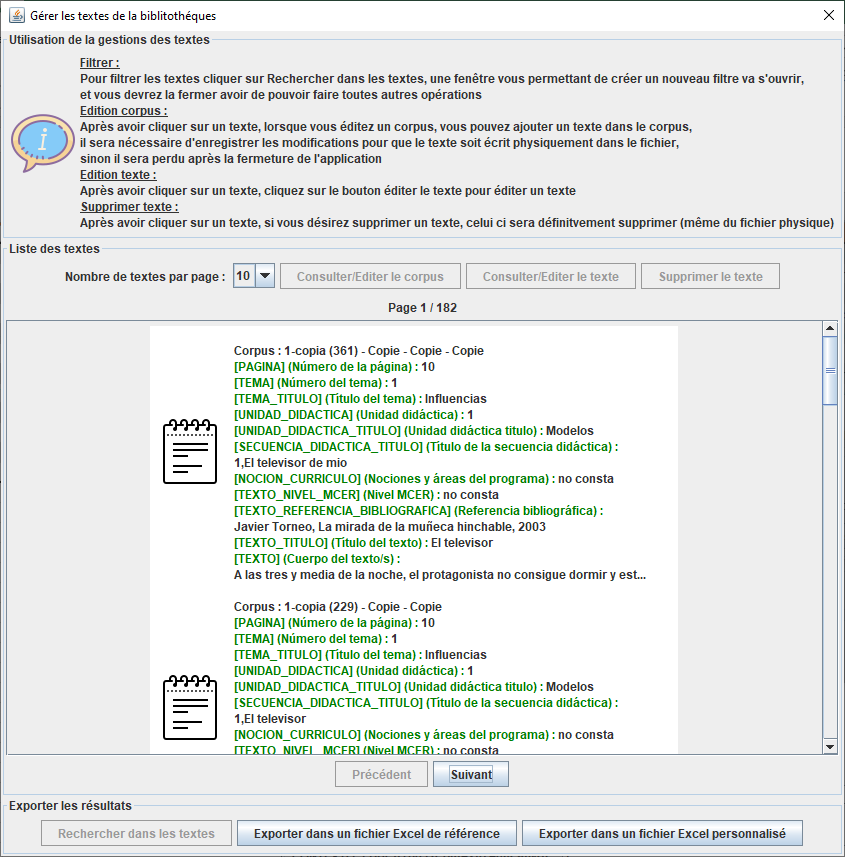 Gérer les textes de la biblitothéques
Utilisation de la gestions des textes
Filtrer :
Pour filtrer les textes cliquer sur Rechercher dans les textes, une fenêtre vous permettant de créer un nouveau filtre va s'ouvrir,
et vous devrez la fermer avoir de pouvoir faire toutes autres opérations
Edition corpus :
Après avoir cliquer sur un texte, lorsque vous éditez un corpus, vous pouvez ajouter un texte dans le corpus,
il sera nécessaire d'enregistrer les modifications pour que le texte soit écrit physiquement dans le fichier,
sinon il sera perdu après la fermeture de l'application
Edition texte :
Après avoir cliquer sur un texte, cliquez sur le bouton éditer le texte pour éditer un texte
Supprimer texte :
Après avoir cliquer sur un texte, si vous désirez supprimer un texte, celui ci sera définitvement supprimer (même du fichier physique)
Liste des textes
Nombre de textes par page : 10 Consulter/Editer le corpus Consulter/Editer le texte Supprimer le texte
Page 1 / 182
Corpus : 1-copia (361) - Copie - Copie - Copie
[PAGINA] (Número de la página) : 10
[TEMA] (Número del tema) : 1
[TEMA_TITULO] (Título del tema) : Influencias
[UNIDAD_DIDACTICA] (Unidad didáctica) : 1
[UNIDAD_DIDACTICA_TITULO] (Unidad didáctica título) : Modelos
[SECUENCIA_DIDACTICA_TITULO] (Título de la secuencia didáctica) :
1,El televisor de mio
[NOCION_CURRICULO] (Nociones y áreas del programa) : no consta
[TEXTO_NIVEL_MCER] (Nivel MCER) : no consta
[TEXTO_REFERENCIA_BIBLIOGRAFICA] (Referencia bibliográfica) :
Javier Torneo, La mirada de la muñeca hinchable, 2003
[TEXTO_TITULO] (Título del texto) : El televisor
[TEXTO] (Cuerpo del texto/s) :
A las tres y media de la noche, el protagonista no consigue dormir y est...
Corpus : 1-copia (229) - Copie - Copie
[PAGINA] (Número de la página) : 10
[TEMA] (Número del tema) : 1
[TEMA_TITULO] (Título del tema) : Influencias
[UNIDAD_DIDACTICA] (Unidad didáctica) : 1
[UNIDAD_DIDACTICA_TITULO] (Unidad didáctica título) : Modelos
[SECUENCIA_DIDACTICA_TITULO] (Título de la secuencia didáctica) :
1,El televisor
[NOCION_CURRICULO] (Nociones y áreas del programa) : no consta
[TEXTO_NIVEL_MCER] (Nivel MCER) : no consta
Précédent Suivant
Exporter les résultats
Rechercher dans les textes Exporter dans un fichier Excel de référence Exporter dans un fichier Excel personnalisé